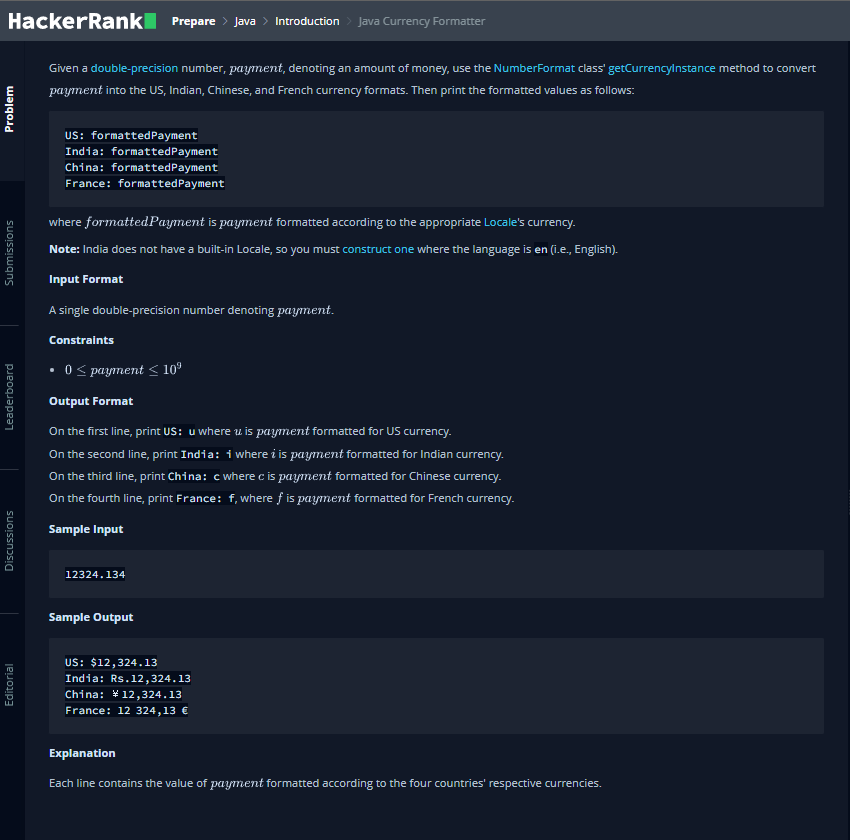 HackerRank Prepare > Java > Introduction > Java Currency Formatter
Problem
Submissions
Leaderboard
Discussions
Editorial
Given a double-precision number, payment, denoting an amount of money, use the NumberFormat class' getCurrencyInstance method to convert
payment into the US, Indian, Chinese, and French currency formats. Then print the formatted values as follows:
US: formattedPayment
India: formattedPayment
China: formattedPayment
France: formattedPayment
where formattedPayment is payment formatted according to the appropriate Locale's currency.
Note: India does not have a built-in Locale, so you must construct one where the language is en (i.e., English).
Input Format
A single double-precision number denoting payment.
Constraints
• 0 ≤ payment ≤ 10⁹
Output Format
On the first line, print US: u where u is payment formatted for US currency.
On the second line, print India: i where i is payment formatted for Indian currency.
On the third line, print China: c where c is payment formatted for Chinese currency.
On the fourth line, print France: f, where f is payment formatted for French currency.
Sample Input
12324.134
Sample Output
US: $12,324.13
India: Rs.12,324.13
China: ￥12,324.13
France: 12 324,13 €
Explanation
Each line contains the value of payment formatted according to the four countries' respective currencies.